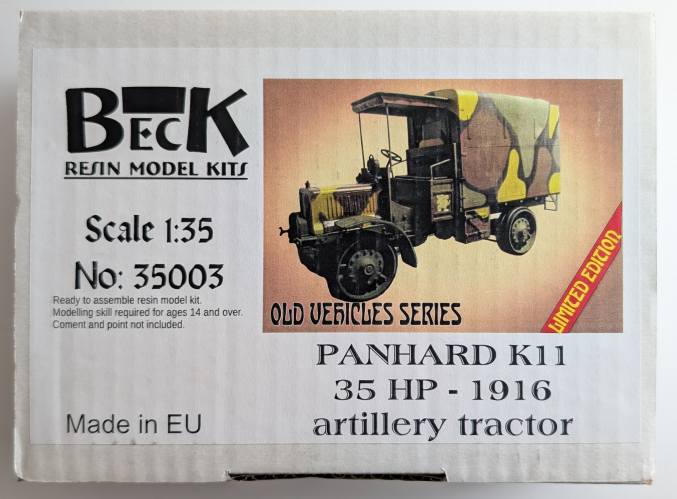 BECK
RESIN MODEL KITS
Scale 1:35
No: 35003
Ready to assemble resin model kit.
Modelling skill required for ages 14 and over.
Coment and point not included.
Made in EU
OLD VEHICLES SERIES
LIMITED EDITION
PANHARD K11
35 HP - 1916
artillery tractor